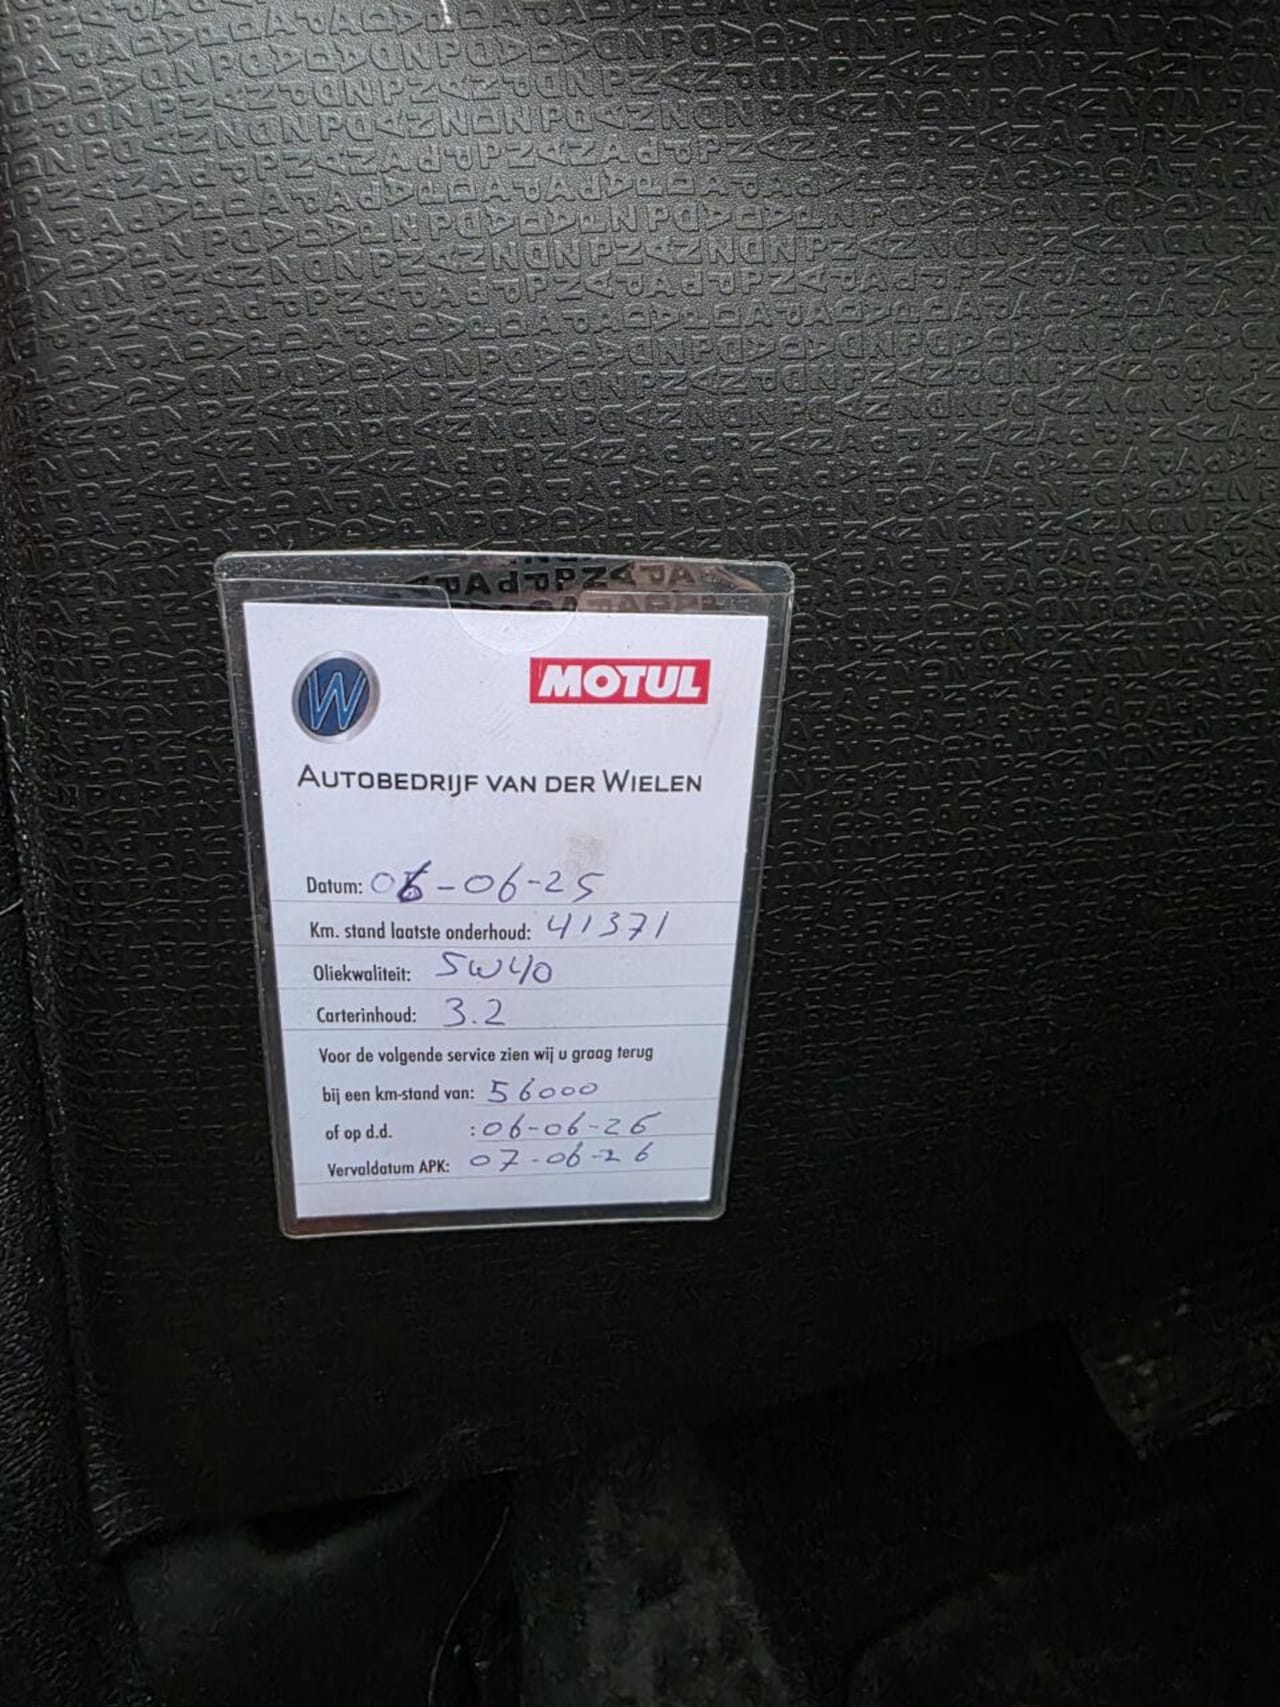 W
MOTUL
AUTOBEDRIJF VAN DER WIELEN
Datum: 06-06-25
Km. stand laatste onderhoud: 41371
Oliekwaliteit: 5W40
Carterinhoud: 3.2
Voor de volgende service zien wij u graag terug
bij een km-stand van: 56000
of op d.d. :06-06-26
Vervaldatum APK: 07-06-26